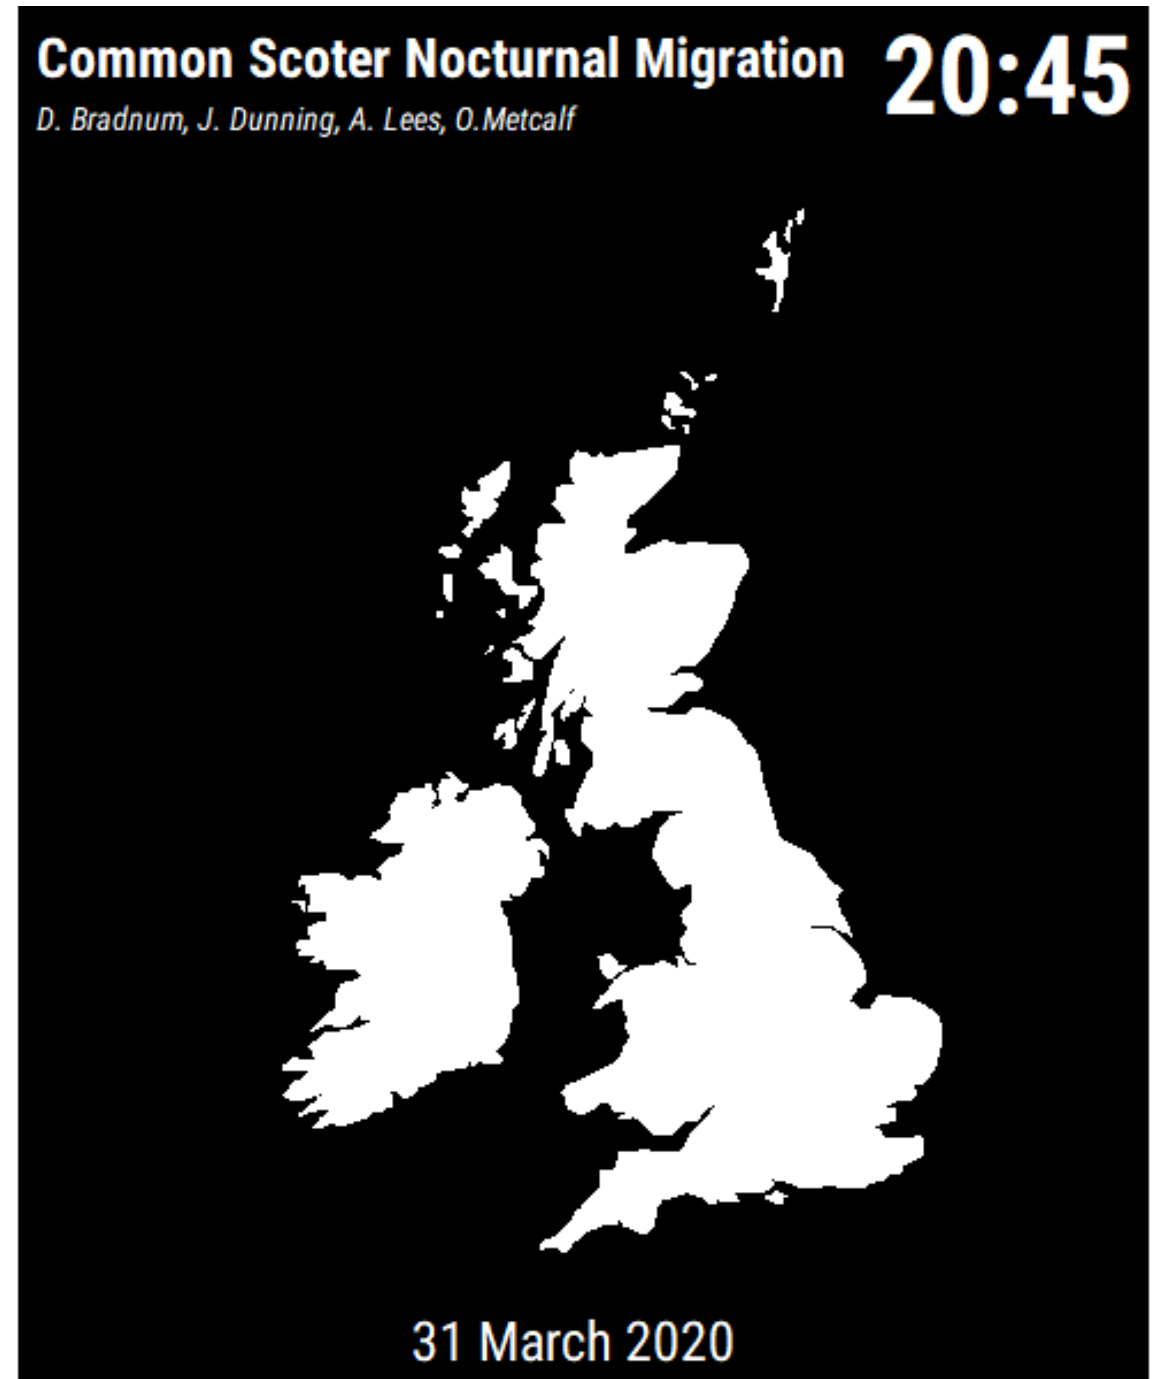 Common Scoter Nocturnal Migration 20:45
D. Bradnum, J. Dunning, A. Lees, O.Metcalf
31 March 2020